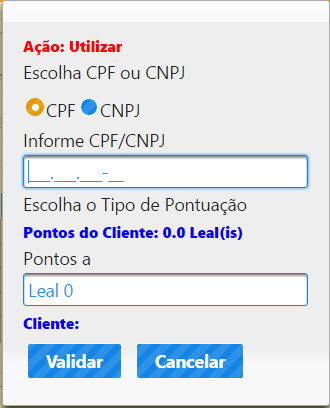 Ação: Utilizar
Escolha CPF ou CNPJ
CPF CNPJ
Informe CPF/CNPJ
___.___.___-__
Escolha o Tipo de Pontuação
Pontos do Cliente: 0.0 Leal(is)
Pontos a
Leal 0
Cliente:
Validar Cancelar